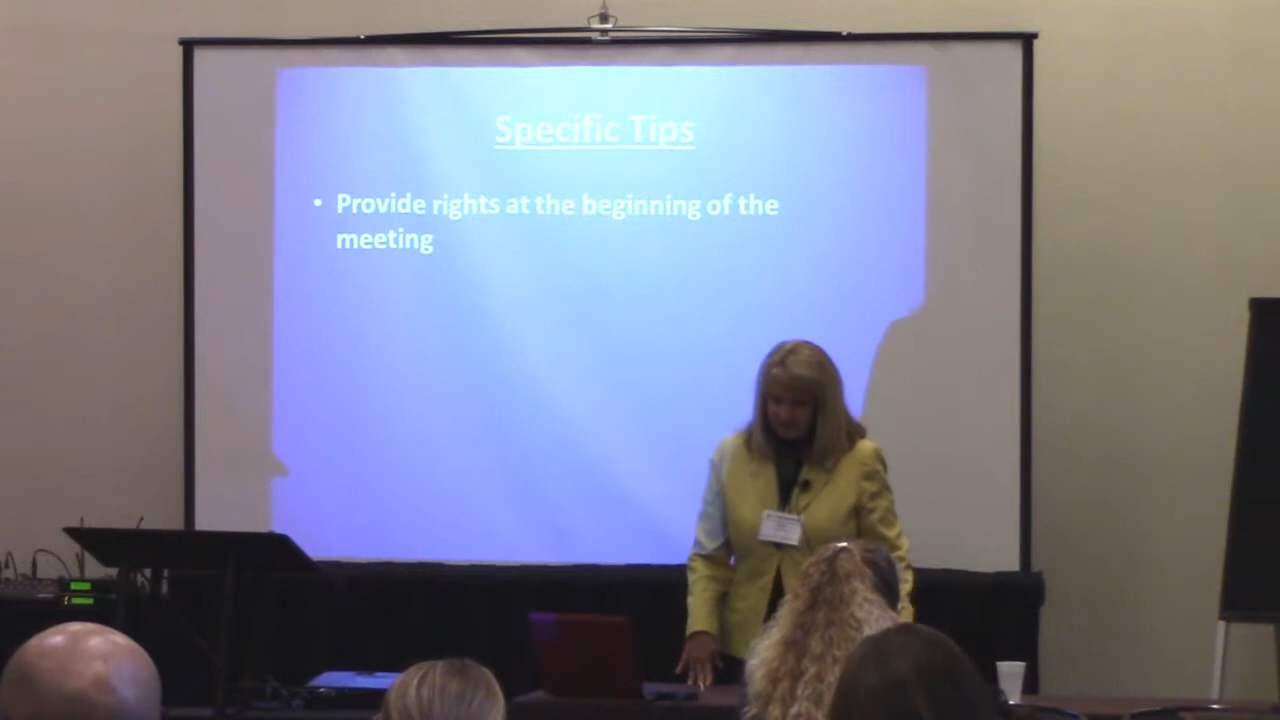 Specific Tips
• Provide rights at the beginning of the
meeting